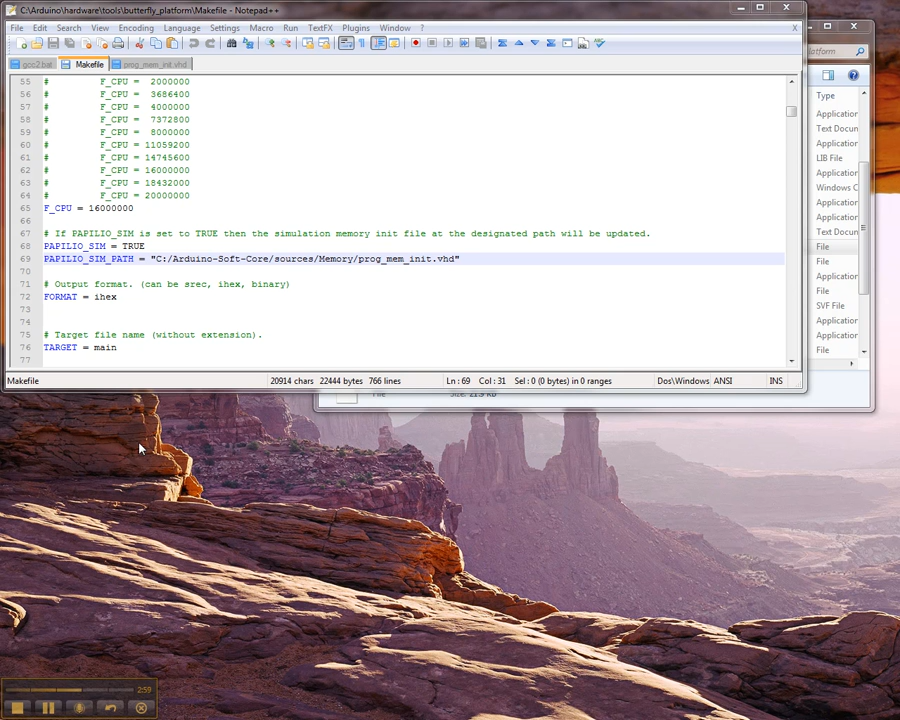 C:\Arduino\hardware\tools\butterfly_platform\Makefile - Notepad++
File Edit Search View Encoding Language Settings Macro Run TextFX Plugins Window ?
X
gcc2.bat Makefile prog_mem_init.vhd
55 # F_CPU = 2000000
56 # F_CPU = 3686400
57 # F_CPU = 4000000
58 # F_CPU = 7372800
59 # F_CPU = 8000000
60 # F_CPU = 11059200
61 # F_CPU = 14745600
62 # F_CPU = 16000000
63 # F_CPU = 18432000
64 # F_CPU = 20000000
65 F_CPU = 16000000
66
67 # If PAPILIO_SIM is set to TRUE then the simulation memory init file at the designated path will be updated.
68 PAPILIO_SIM = TRUE
69 PAPILIO_SIM_PATH = "C:/Arduino-Soft-Core/sources/Memory/prog_mem_init.vhd"
70
71 # Output format. (can be srec, ihex, binary)
72 FORMAT = ihex
73
74
75 # Target file name (without extension).
76 TARGET = main
77
Makefile 20914 chars 22444 bytes 766 lines Ln : 69 Col : 31 Sel : 0 (0 bytes) in 0 ranges Dos\Windows ANSI INS
latform
Type
Application
Text Docun
Application
Application
LIB File
Application
Windows C
Application
Application
Text Docun
File
File
Application
File
SVF File
Application
Application
File
File
2:59